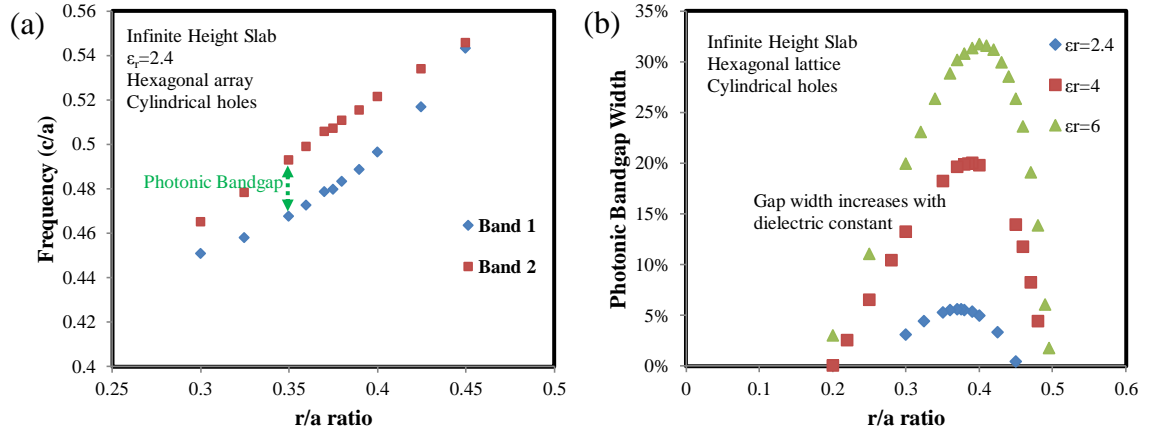 (a)
Infinite Height Slab
εr=2.4
Hexagonal array
Cylindrical holes
Photonic Bandgap
Band 1
Band 2
Frequency (c/a)
0.56
0.54
0.52
0.5
0.48
0.46
0.44
0.42
0.4
0.25
0.3
0.35
0.4
0.45
0.5
r/a ratio
(b)
Infinite Height Slab
Hexagonal lattice
Cylindrical holes
εr=2.4
εr=4
εr=6
Gap width increases with
dielectric constant
Photonic Bandgap Width
35%
30%
25%
20%
15%
10%
5%
0%
0
0.1
0.2
0.3
0.4
0.5
0.6
r/a ratio